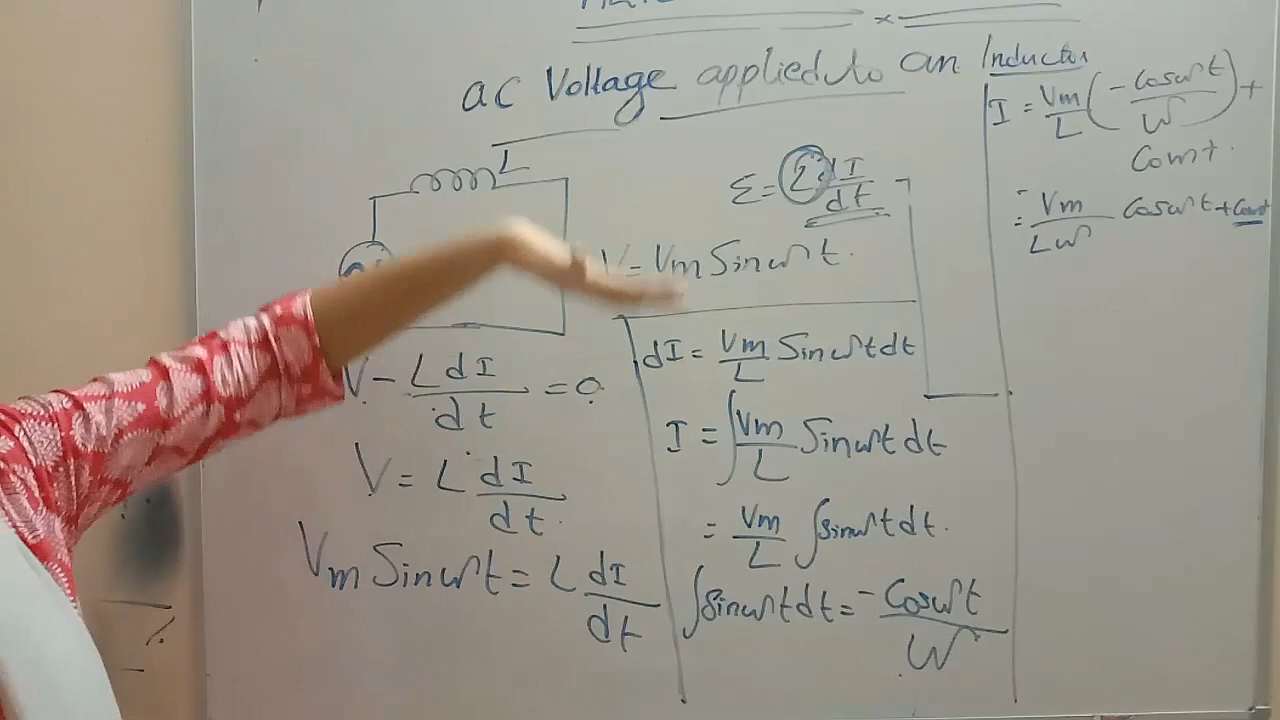 ac Voltage applied to an Inductor
L
ε = L dI/dt
V = Vm Sin ωt.
V - L dI/dt = 0
V = L dI/dt.
Vm Sin ωt = L dI/dt
dI = Vm/L Sin ωt dt
I = ∫ Vm/L Sin ωt dt
= Vm/L ∫ sin ωt dt.
∫ sin ωt dt = - Cos ωt/ω
I = Vm/L (- Cos ωt/ω) +
Const.
= - Vm/Lω Cos ωt + Const